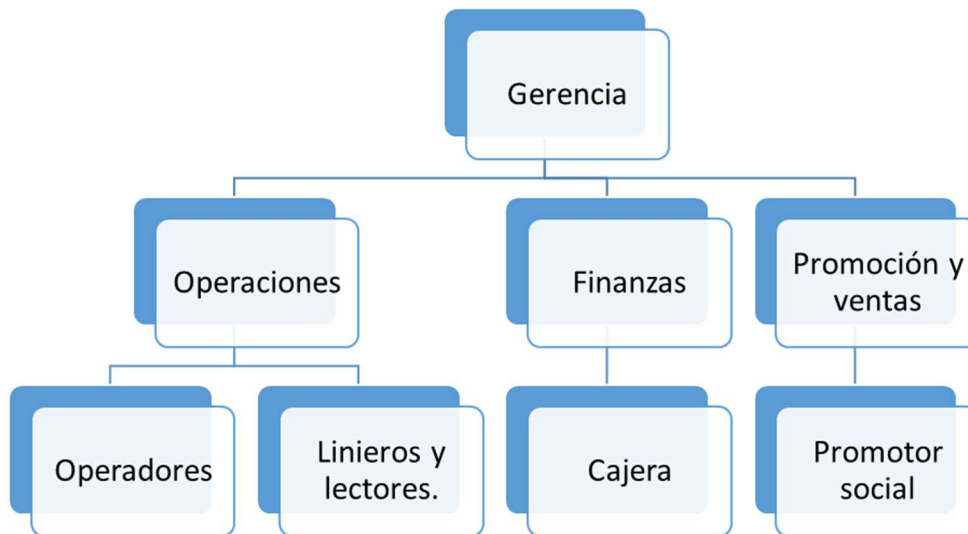 Gerencia
Operaciones
Finanzas
Promoción y
ventas
Operadores
Linieros y
lectores.
Cajera
Promotor
social